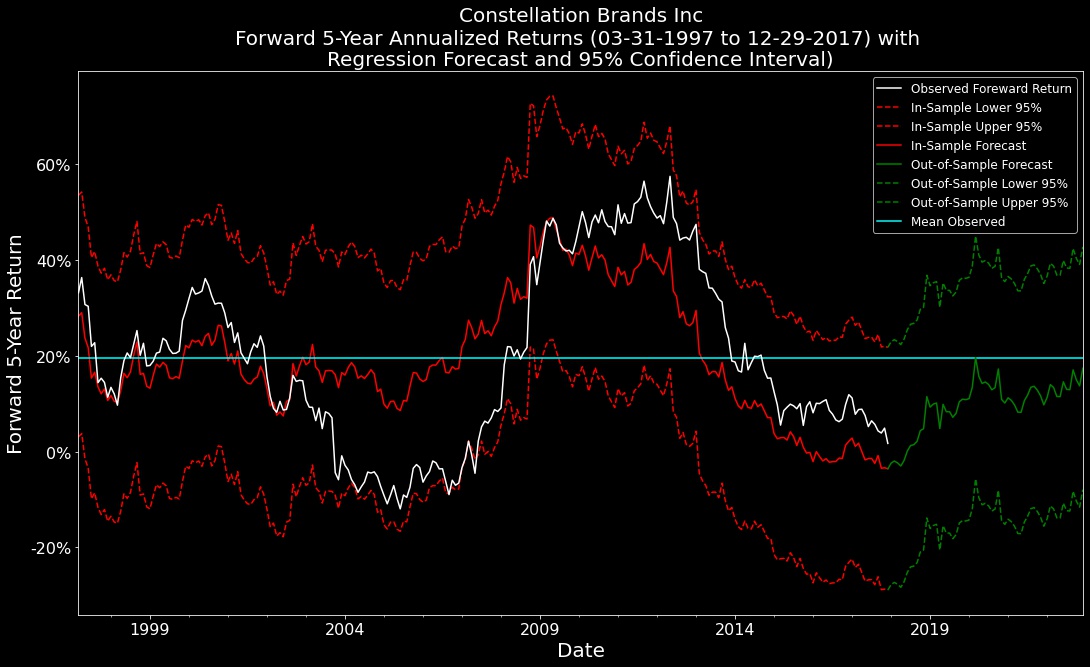 Constellation Brands Inc
Forward 5-Year Annualized Returns (03-31-1997 to 12-29-2017) with
Regression Forecast and 95% Confidence Interval)
Observed Foreward Return
In-Sample Lower 95%
In-Sample Upper 95%
In-Sample Forecast
Out-of-Sample Forecast
Out-of-Sample Lower 95%
Out-of-Sample Upper 95%
Mean Observed
Forward 5-Year Return
60%
40%
20%
0%
-20%
1999
2004
2009
2014
2019
Date